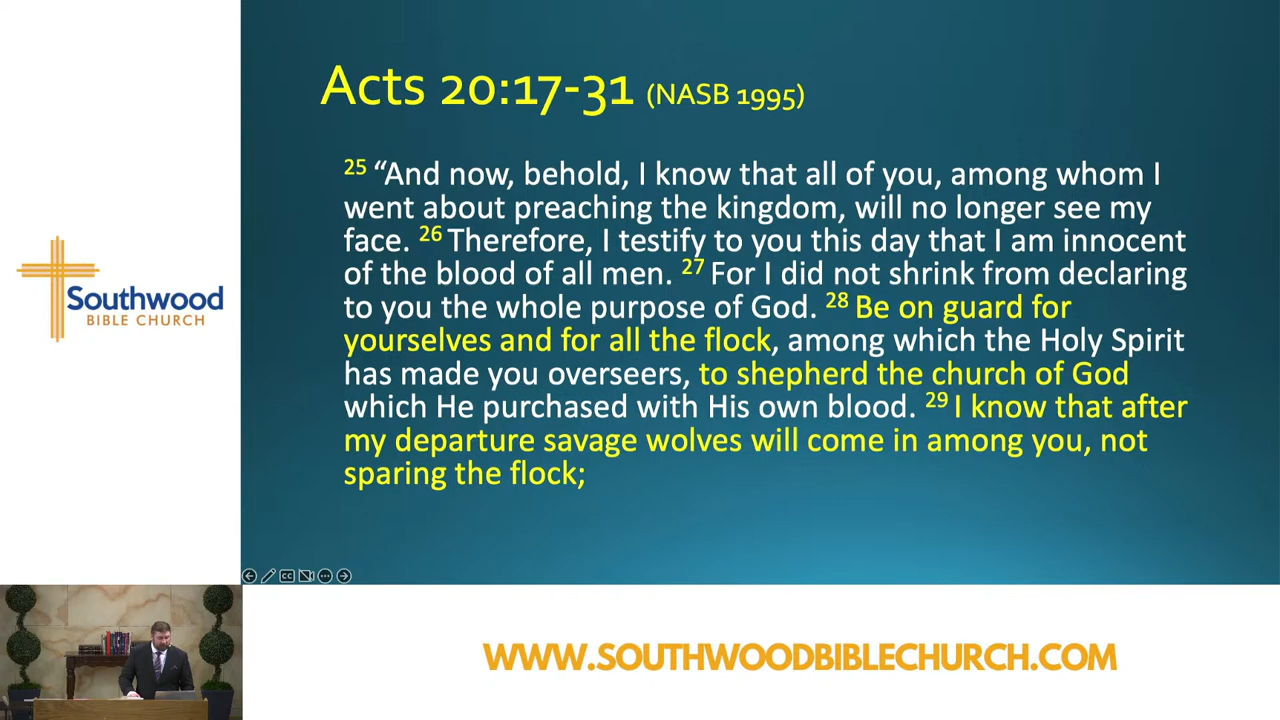 Acts 20:17-31 (NASB 1995)
25 “And now, behold, I know that all of you, among whom I
went about preaching the kingdom, will no longer see my
face. 26 Therefore, I testify to you this day that I am innocent
of the blood of all men. 27 For I did not shrink from declaring
to you the whole purpose of God. 28 Be on guard for
yourselves and for all the flock, among which the Holy Spirit
has made you overseers, to shepherd the church of God
which He purchased with His own blood. 29 I know that after
my departure savage wolves will come in among you, not
sparing the flock;
Southwood
BIBLE CHURCH
CC
WWW.SOUTHWOODBIBLECHURCH.COM